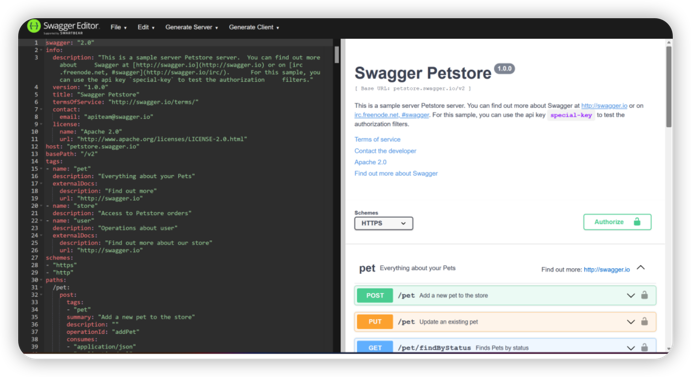 Swagger Editor.
Supported by SMARTBEAR
File
Edit
Generate Server
Generate Client
1 swagger: "2.0"
2 info:
3 description: "This is a sample server Petstore server. You can find out more
about Swagger at [http://swagger.io](http://swagger.io) or on [irc
.freenode.net, #swagger](http://swagger.io/irc/). For this sample, you
can use the api key `special-key` to test the authorization filters."
4 version: "1.0.0"
5 title: "Swagger Petstore"
6 termsOfService: "http://swagger.io/terms/"
7 contact:
8 email: "apiteam@swagger.io"
9 license:
10 name: "Apache 2.0"
11 url: "http://www.apache.org/licenses/LICENSE-2.0.html"
12 host: "petstore.swagger.io"
13 basePath: "/v2"
14 tags:
15 - name: "pet"
16 description: "Everything about your Pets"
17 externalDocs:
18 description: "Find out more"
19 url: "http://swagger.io"
20 - name: "store"
21 description: "Access to Petstore orders"
22 - name: "user"
23 description: "Operations about user"
24 externalDocs:
25 description: "Find out more about our store"
26 url: "http://swagger.io"
27 schemes:
28 - "https"
29 - "http"
30 paths:
31 /pet:
33 post:
34 tags:
34 - "pet"
35 summary: "Add a new pet to the store"
36 description: ""
37 operationId: "addPet"
38 consumes:
39 - "application/json"
Swagger Petstore 1.0.0
[ Base URL: petstore.swagger.io/v2 ]
This is a sample server Petstore server. You can find out more about Swagger at http://swagger.io or on
irc.freenode.net, #swagger. For this sample, you can use the api key special-key to test the
authorization filters.
Terms of service
Contact the developer
Apache 2.0
Find out more about Swagger
Schemes
HTTPS
Authorize
pet Everything about your Pets
Find out more: http://swagger.io
POST /pet Add a new pet to the store
PUT /pet Update an existing pet
GET /pet/findByStatus Finds Pets by status